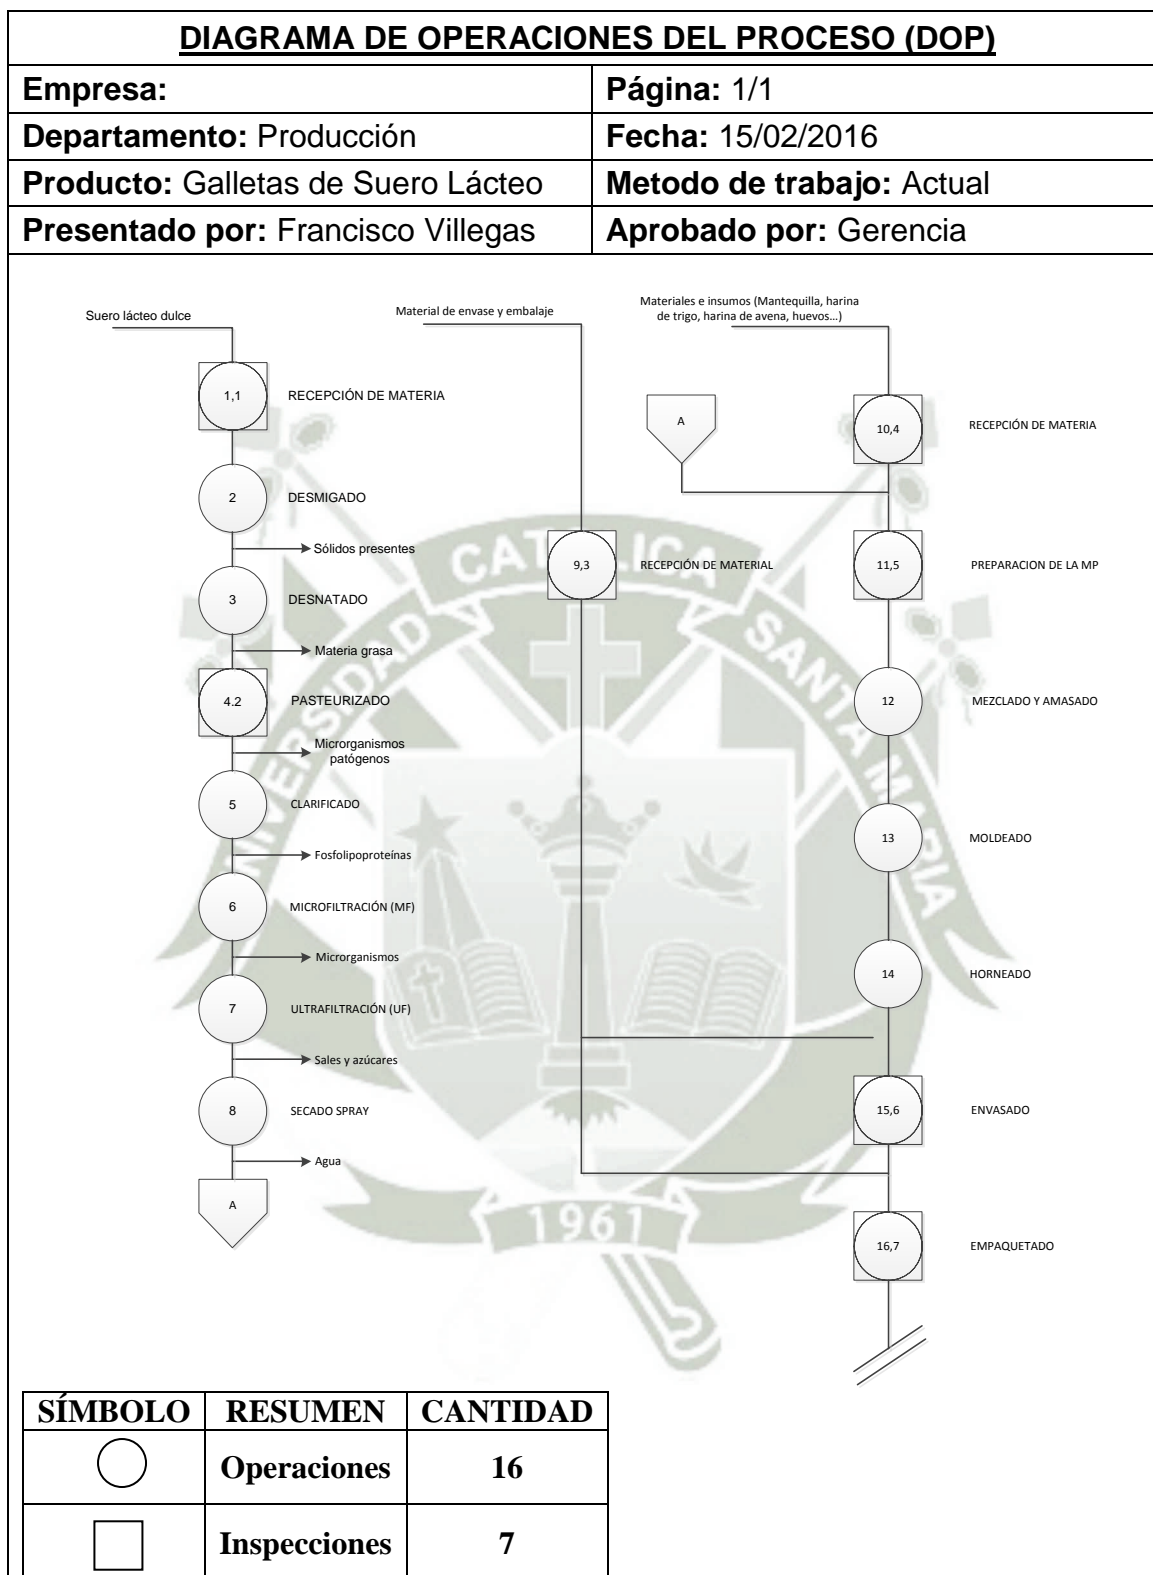 DIAGRAMA DE OPERACIONES DEL PROCESO (DOP)
Empresa:
Página: 1/1
Departamento: Producción
Fecha: 15/02/2016
Producto: Galletas de Suero Lácteo
Metodo de trabajo: Actual
Presentado por: Francisco Villegas
Aprobado por: Gerencia
Suero lácteo dulce
1,1
RECEPCIÓN DE MATERIA
2
DESMIGADO
Sólidos presentes
3
DESNATADO
Materia grasa
4.2
PASTEURIZADO
Microrganismos
patógenos
5
CLARIFICADO
Fosfolipoproteínas
6
MICROFILTRACIÓN (MF)
Microrganismos
7
ULTRAFILTRACIÓN (UF)
Sales y azúcares
8
SECADO SPRAY
Agua
A
Material de envase y embalaje
9,3
RECEPCIÓN DE MATERIAL
Materiales e insumos (Mantequilla, harina
de trigo, harina de avena, huevos...)
A
10,4
RECEPCIÓN DE MATERIA
11,5
PREPARACION DE LA MP
12
MEZCLADO Y AMASADO
13
MOLDEADO
14
HORNEADO
15,6
ENVASADO
16,7
EMPAQUETADO
UNIVERSIDAD CATÓLICA SANTA MARIA
1961
SÍMBOLO RESUMEN CANTIDAD
Operaciones 16
Inspecciones 7